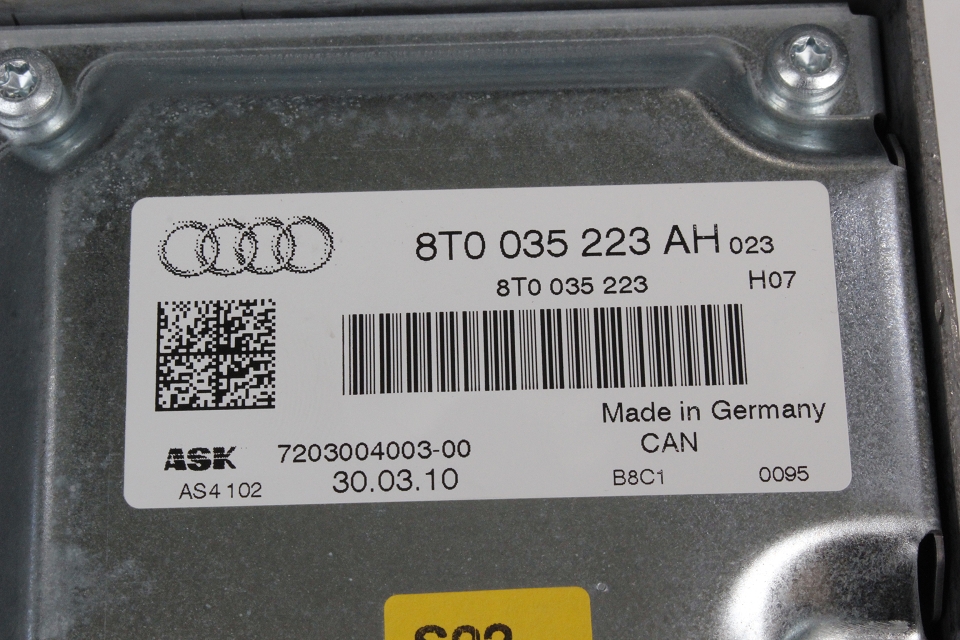 8T0 035 223 AH 023
8T0 035 223 H07
Made in Germany
CAN
ASK 7203004003-00
AS4 102 30.03.10 B8C1 0095